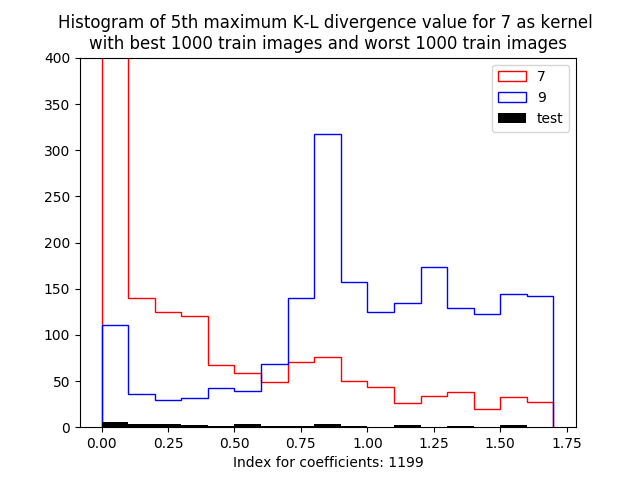 Histogram of 5th maximum K-L divergence value for 7 as kernel
with best 1000 train images and worst 1000 train images
400
350
300
250
200
150
100
50
0
7
9
test
0.00 0.25 0.50 0.75 1.00 1.25 1.50 1.75
Index for coefficients: 1199